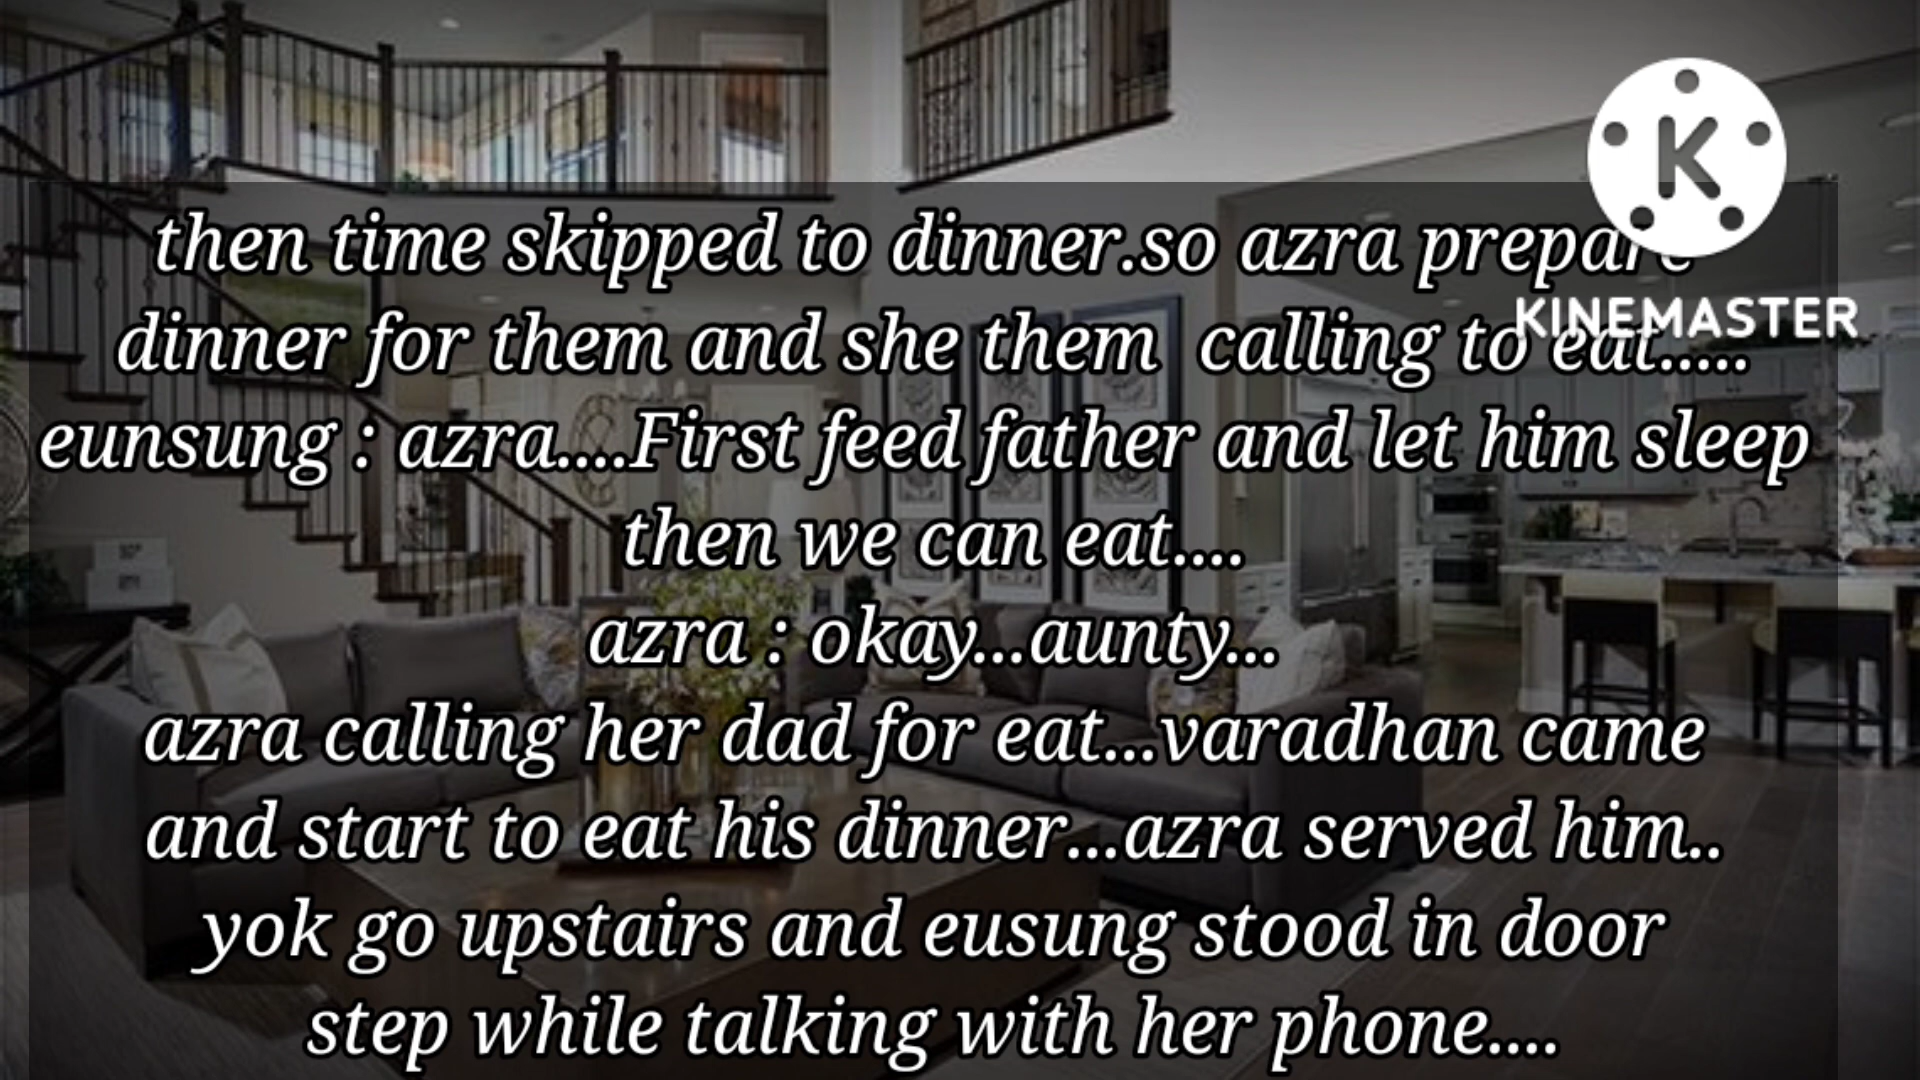 then time skipped to dinner.so azra prepare
dinner for them and she them calling to eat.....
eunsung : azra....First feed father and let him sleep
then we can eat....
azra : okay...aunty...
azra calling her dad for eat...varadhan came
and start to eat his dinner...azra served him..
yok go upstairs and eusung stood in door
step while talking with her phone....
K
KINEMASTER